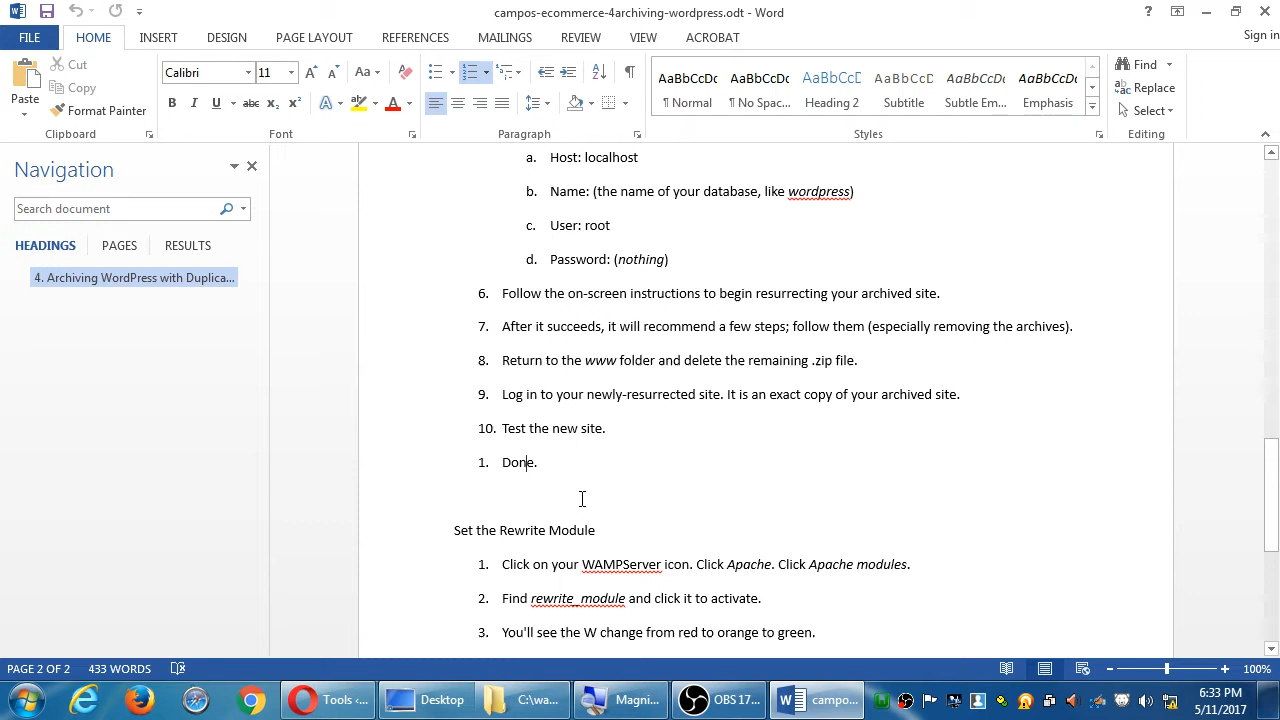 campos-ecommerce-4archiving-wordpress.odt - Word
Sign in
FILE HOME INSERT DESIGN PAGE LAYOUT REFERENCES MAILINGS REVIEW VIEW ACROBAT
Paste
Cut
Copy
Format Painter
Clipboard
Calibri 11
Font
Paragraph
AaBbCcDc AaBbCcDc AaBbCcD AaBbCcDc AaBbCcDc AaBbCcDc
¶ Normal ¶ No Spac... Heading 2 Subtitle Subtle Em... Emphasis
Styles
Find
Replace
Select
Editing
Navigation
Search document
HEADINGS PAGES RESULTS
4. Archiving WordPress with Duplica...
a. Host: localhost
b. Name: (the name of your database, like wordpress)
c. User: root
d. Password: (nothing)
6. Follow the on-screen instructions to begin resurrecting your archived site.
7. After it succeeds, it will recommend a few steps; follow them (especially removing the archives).
8. Return to the www folder and delete the remaining .zip file.
9. Log in to your newly-resurrected site. It is an exact copy of your archived site.
10. Test the new site.
1. Done.
Set the Rewrite Module
1. Click on your WAMPServer icon. Click Apache. Click Apache modules.
2. Find rewrite_module and click it to activate.
3. You'll see the W change from red to orange to green.
PAGE 2 OF 2 433 WORDS 100%
Tools ‹... Desktop C:\wa... Magni... OBS 17... campo...
6:33 PM
5/11/2017